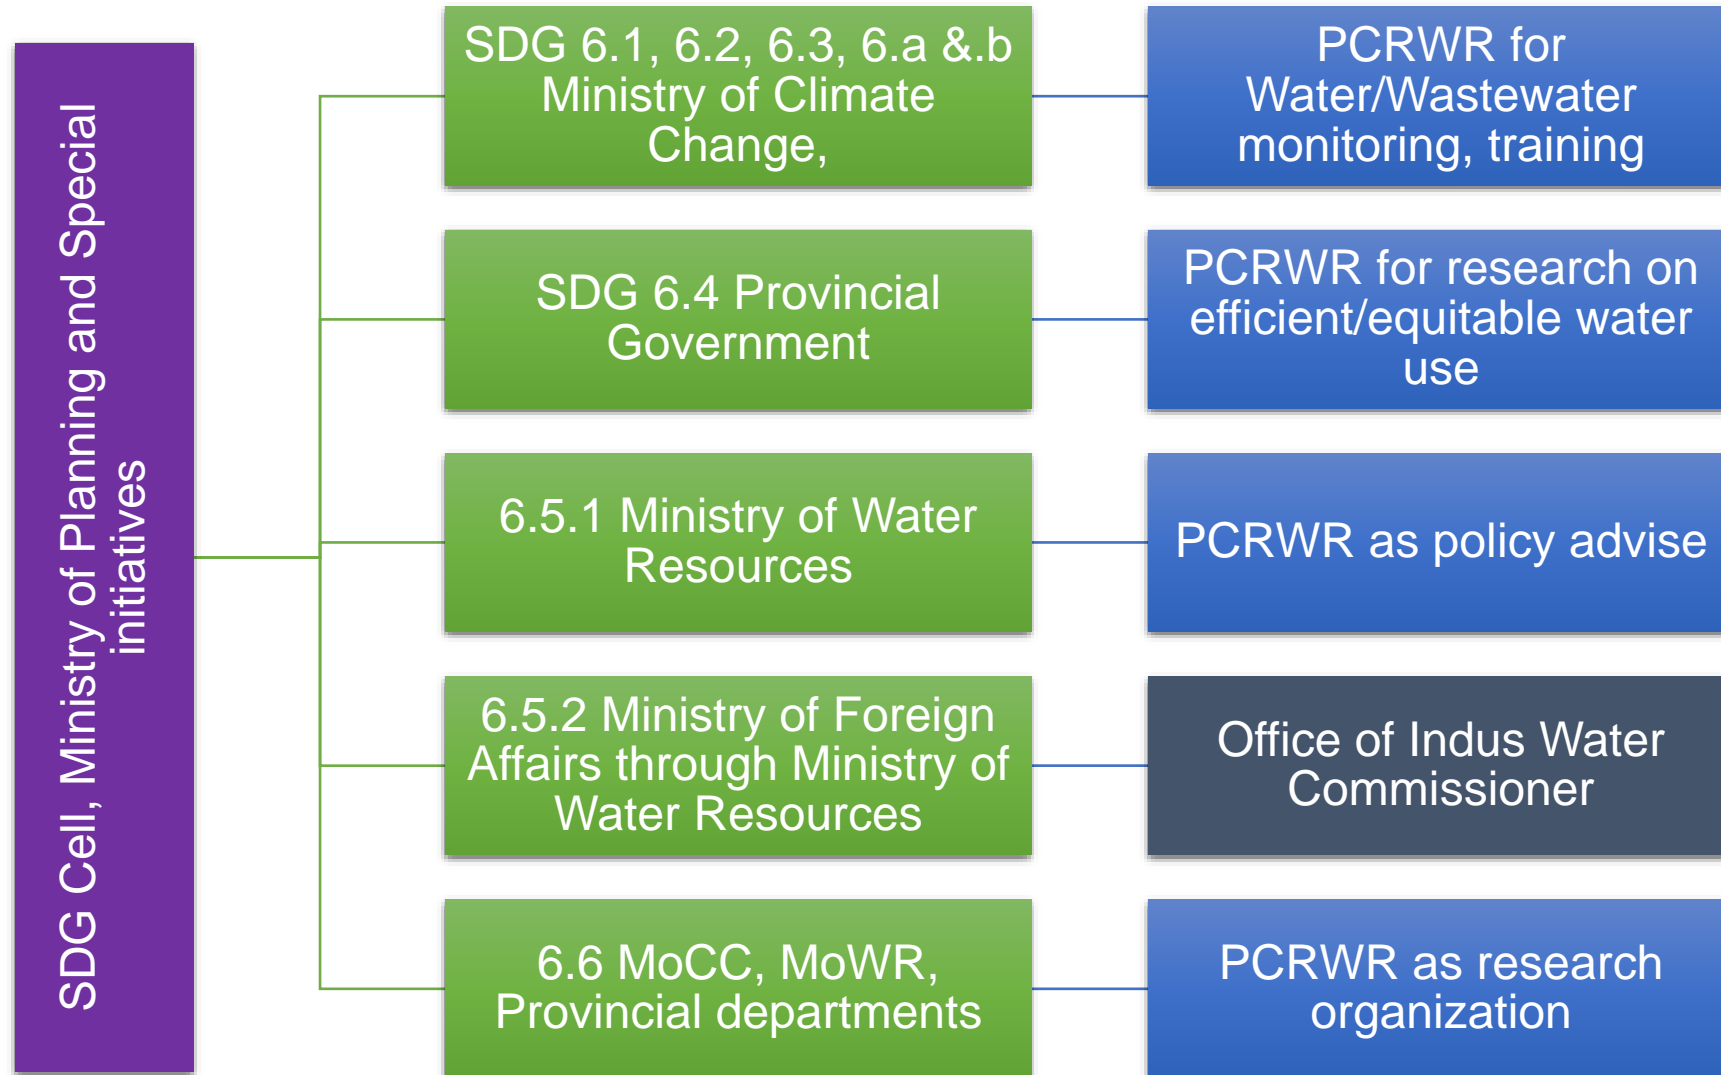 SDG Cell, Ministry of Planning and Special
initiatives
SDG 6.1, 6.2, 6.3, 6.a &.b
Ministry of Climate
Change,
PCRWR for
Water/Wastewater
monitoring, training
SDG 6.4 Provincial
Government
PCRWR for research on
efficient/equitable water
use
6.5.1 Ministry of Water
Resources
PCRWR as policy advise
6.5.2 Ministry of Foreign
Affairs through Ministry of
Water Resources
Office of Indus Water
Commissioner
6.6 MoCC, MoWR,
Provincial departments
PCRWR as research
organization